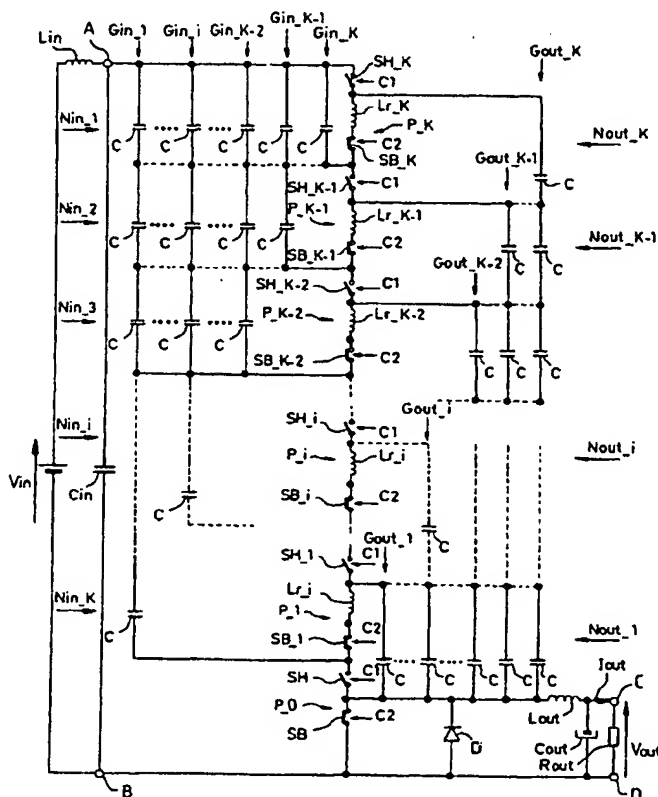 Gin_K-1
A Gin_1 Gin_i Gin_K-2 Gin_K
Lin SH_K Gout_K
C1
Lr_K
Nin_1 P_K Nout_K
C C C C C C2
SB_K Gout_K-1
SH_K-1 C1 C
Nin_2 P_K-1 Lr_K-1 Nout_K-1
C C C C SB_K-1 C2 Gout_K-2 C C
SH_K-2 C1
Nin_3 P_K-2 Lr_K-2
C C C
SB_K-2 C2 C C C
Gout_i
SH_i C1
Nin_i P_i Lr_i Nout_i
Vin Cin C SB_i C2
C
SH_1 C1 Gout_1
Nin_K Lr_i
P_1
C SB_1 C2 Nout_1
SH C1 C C C C C Iout C
P_0 C2 Lout
SB Di Cout Vout
Rout
B D